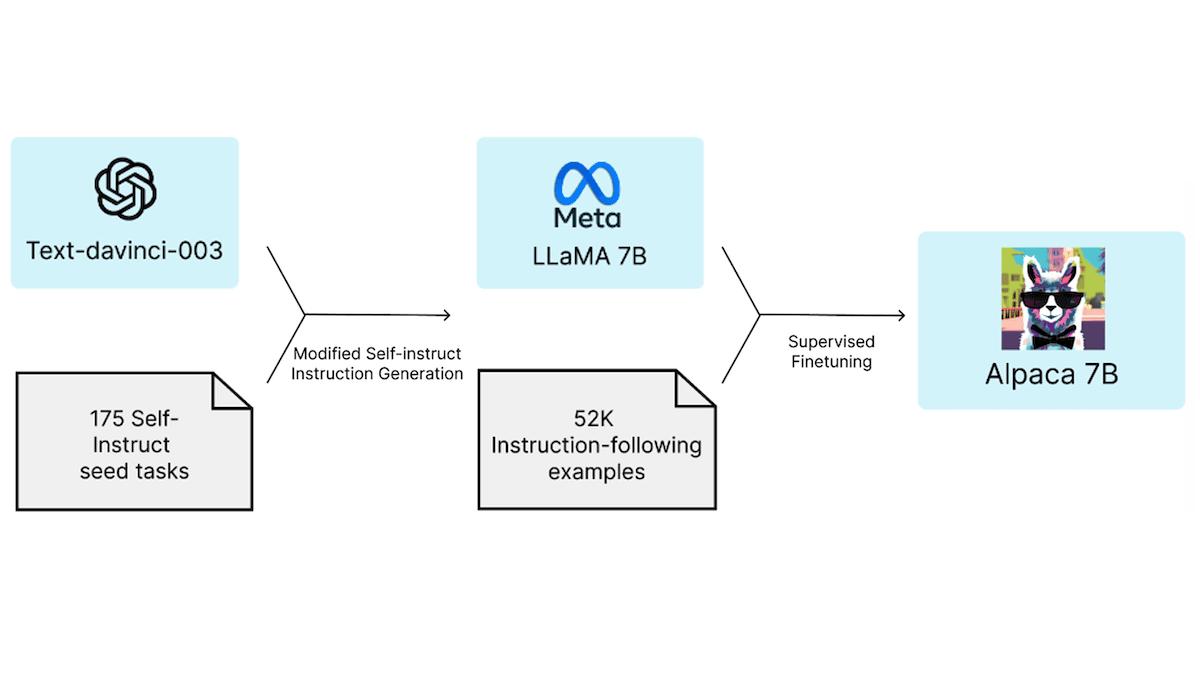 Text-davinci-003
175 Self-
Instruct
seed tasks
Modified Self-instruct
Instruction Generation
Meta
LLaMA 7B
52K
Instruction-following
examples
Supervised
Finetuning
Alpaca 7B